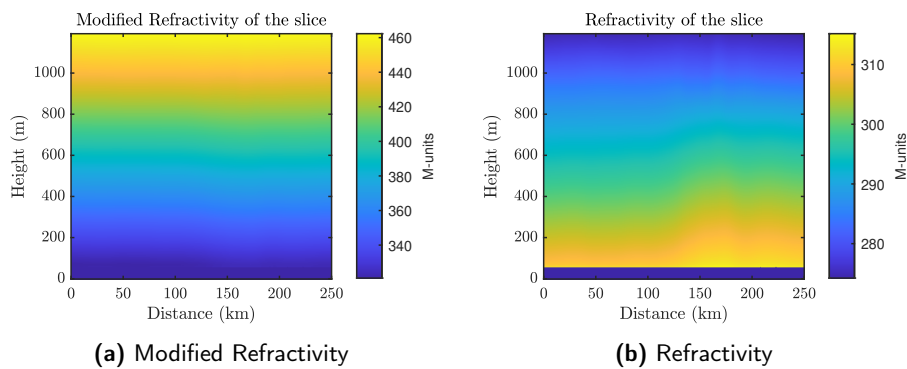 Modified Refractivity of the slice
460
440
420
400
380
360
340
M-units
1000
800
600
400
200
0
Height (m)
0 50 100 150 200 250
Distance (km)
(a) Modified Refractivity
Refractivity of the slice
310
300
290
280
M-units
1000
800
600
400
200
0
Height (m)
0 50 100 150 200 250
Distance (km)
(b) Refractivity